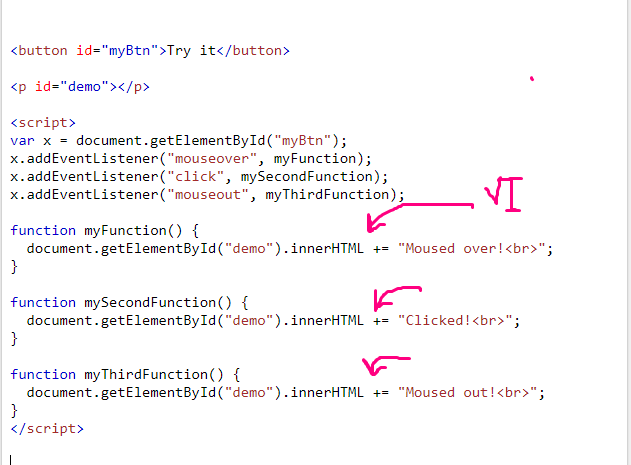 <button id="myBtn">Try it</button>
<p id="demo"></p>
<script>
var x = document.getElementById("myBtn");
x.addEventListener("mouseover", myFunction);
x.addEventListener("click", mySecondFunction);
x.addEventListener("mouseout", myThirdFunction);
VI
function myFunction() {
  document.getElementById("demo").innerHTML += "Moused over!<br>";
}
function mySecondFunction() {
  document.getElementById("demo").innerHTML += "Clicked!<br>";
}
function myThirdFunction() {
  document.getElementById("demo").innerHTML += "Moused out!<br>";
}
</script>